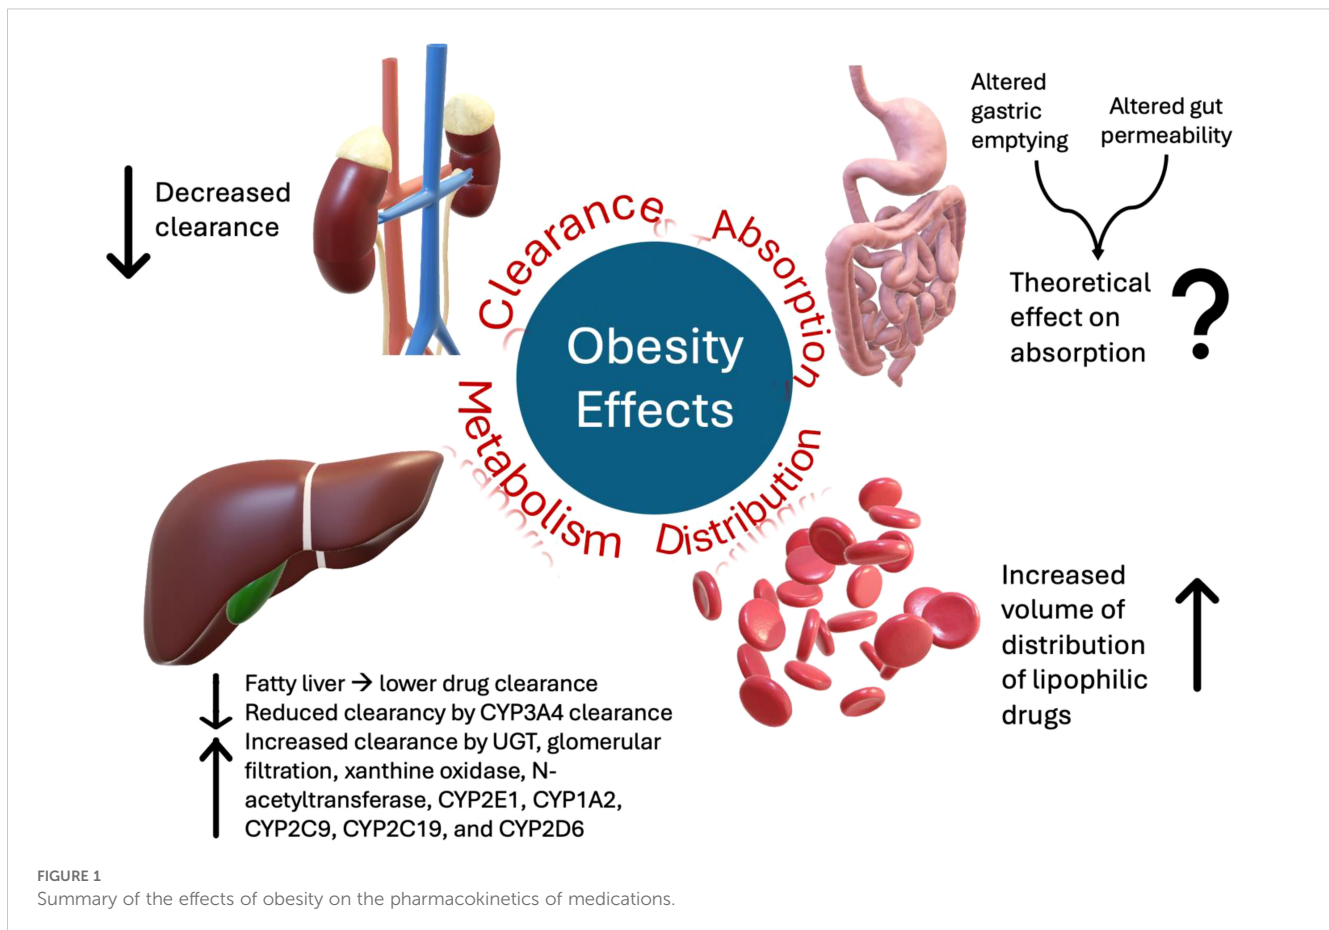 Decreased
clearance
Altered
gastric
emptying
Altered gut
permeability
Theoretical
effect on
absorption
?
Clearance
Absorption
Obesity
Effects
Metabolism
Distribution
Fatty liver → lower drug clearance
Reduced clearancy by CYP3A4 clearance
Increased clearance by UGT, glomerular
filtration, xanthine oxidase, N-
acetyltransferase, CYP2E1, CYP1A2,
CYP2C9, CYP2C19, and CYP2D6
Increased
volume of
distribution
of lipophilic
drugs
FIGURE 1
Summary of the effects of obesity on the pharmacokinetics of medications.